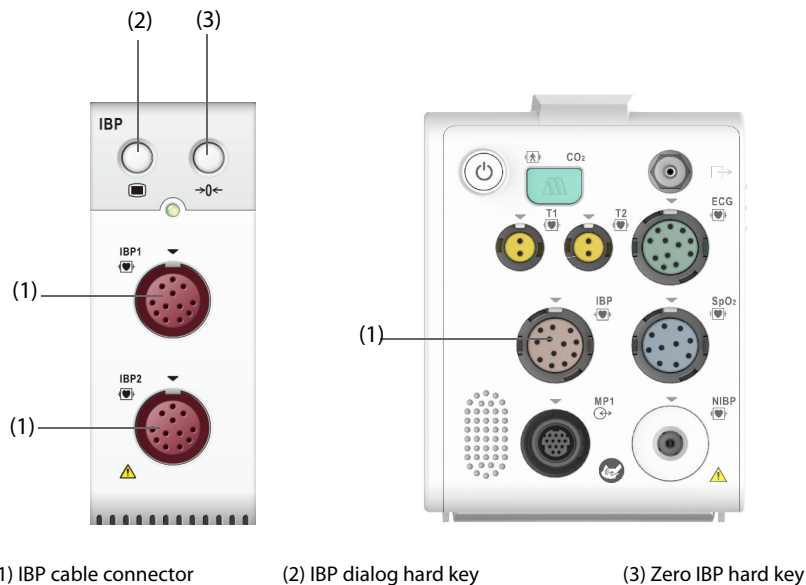 (2) (3)
IBP
→0←
IBP1
(1)
IBP2
(1)
CO₂
T1 T2 ECG
IBP SpO₂
(1)
MP1 NIBP
1) IBP cable connector (2) IBP dialog hard key (3) Zero IBP hard key